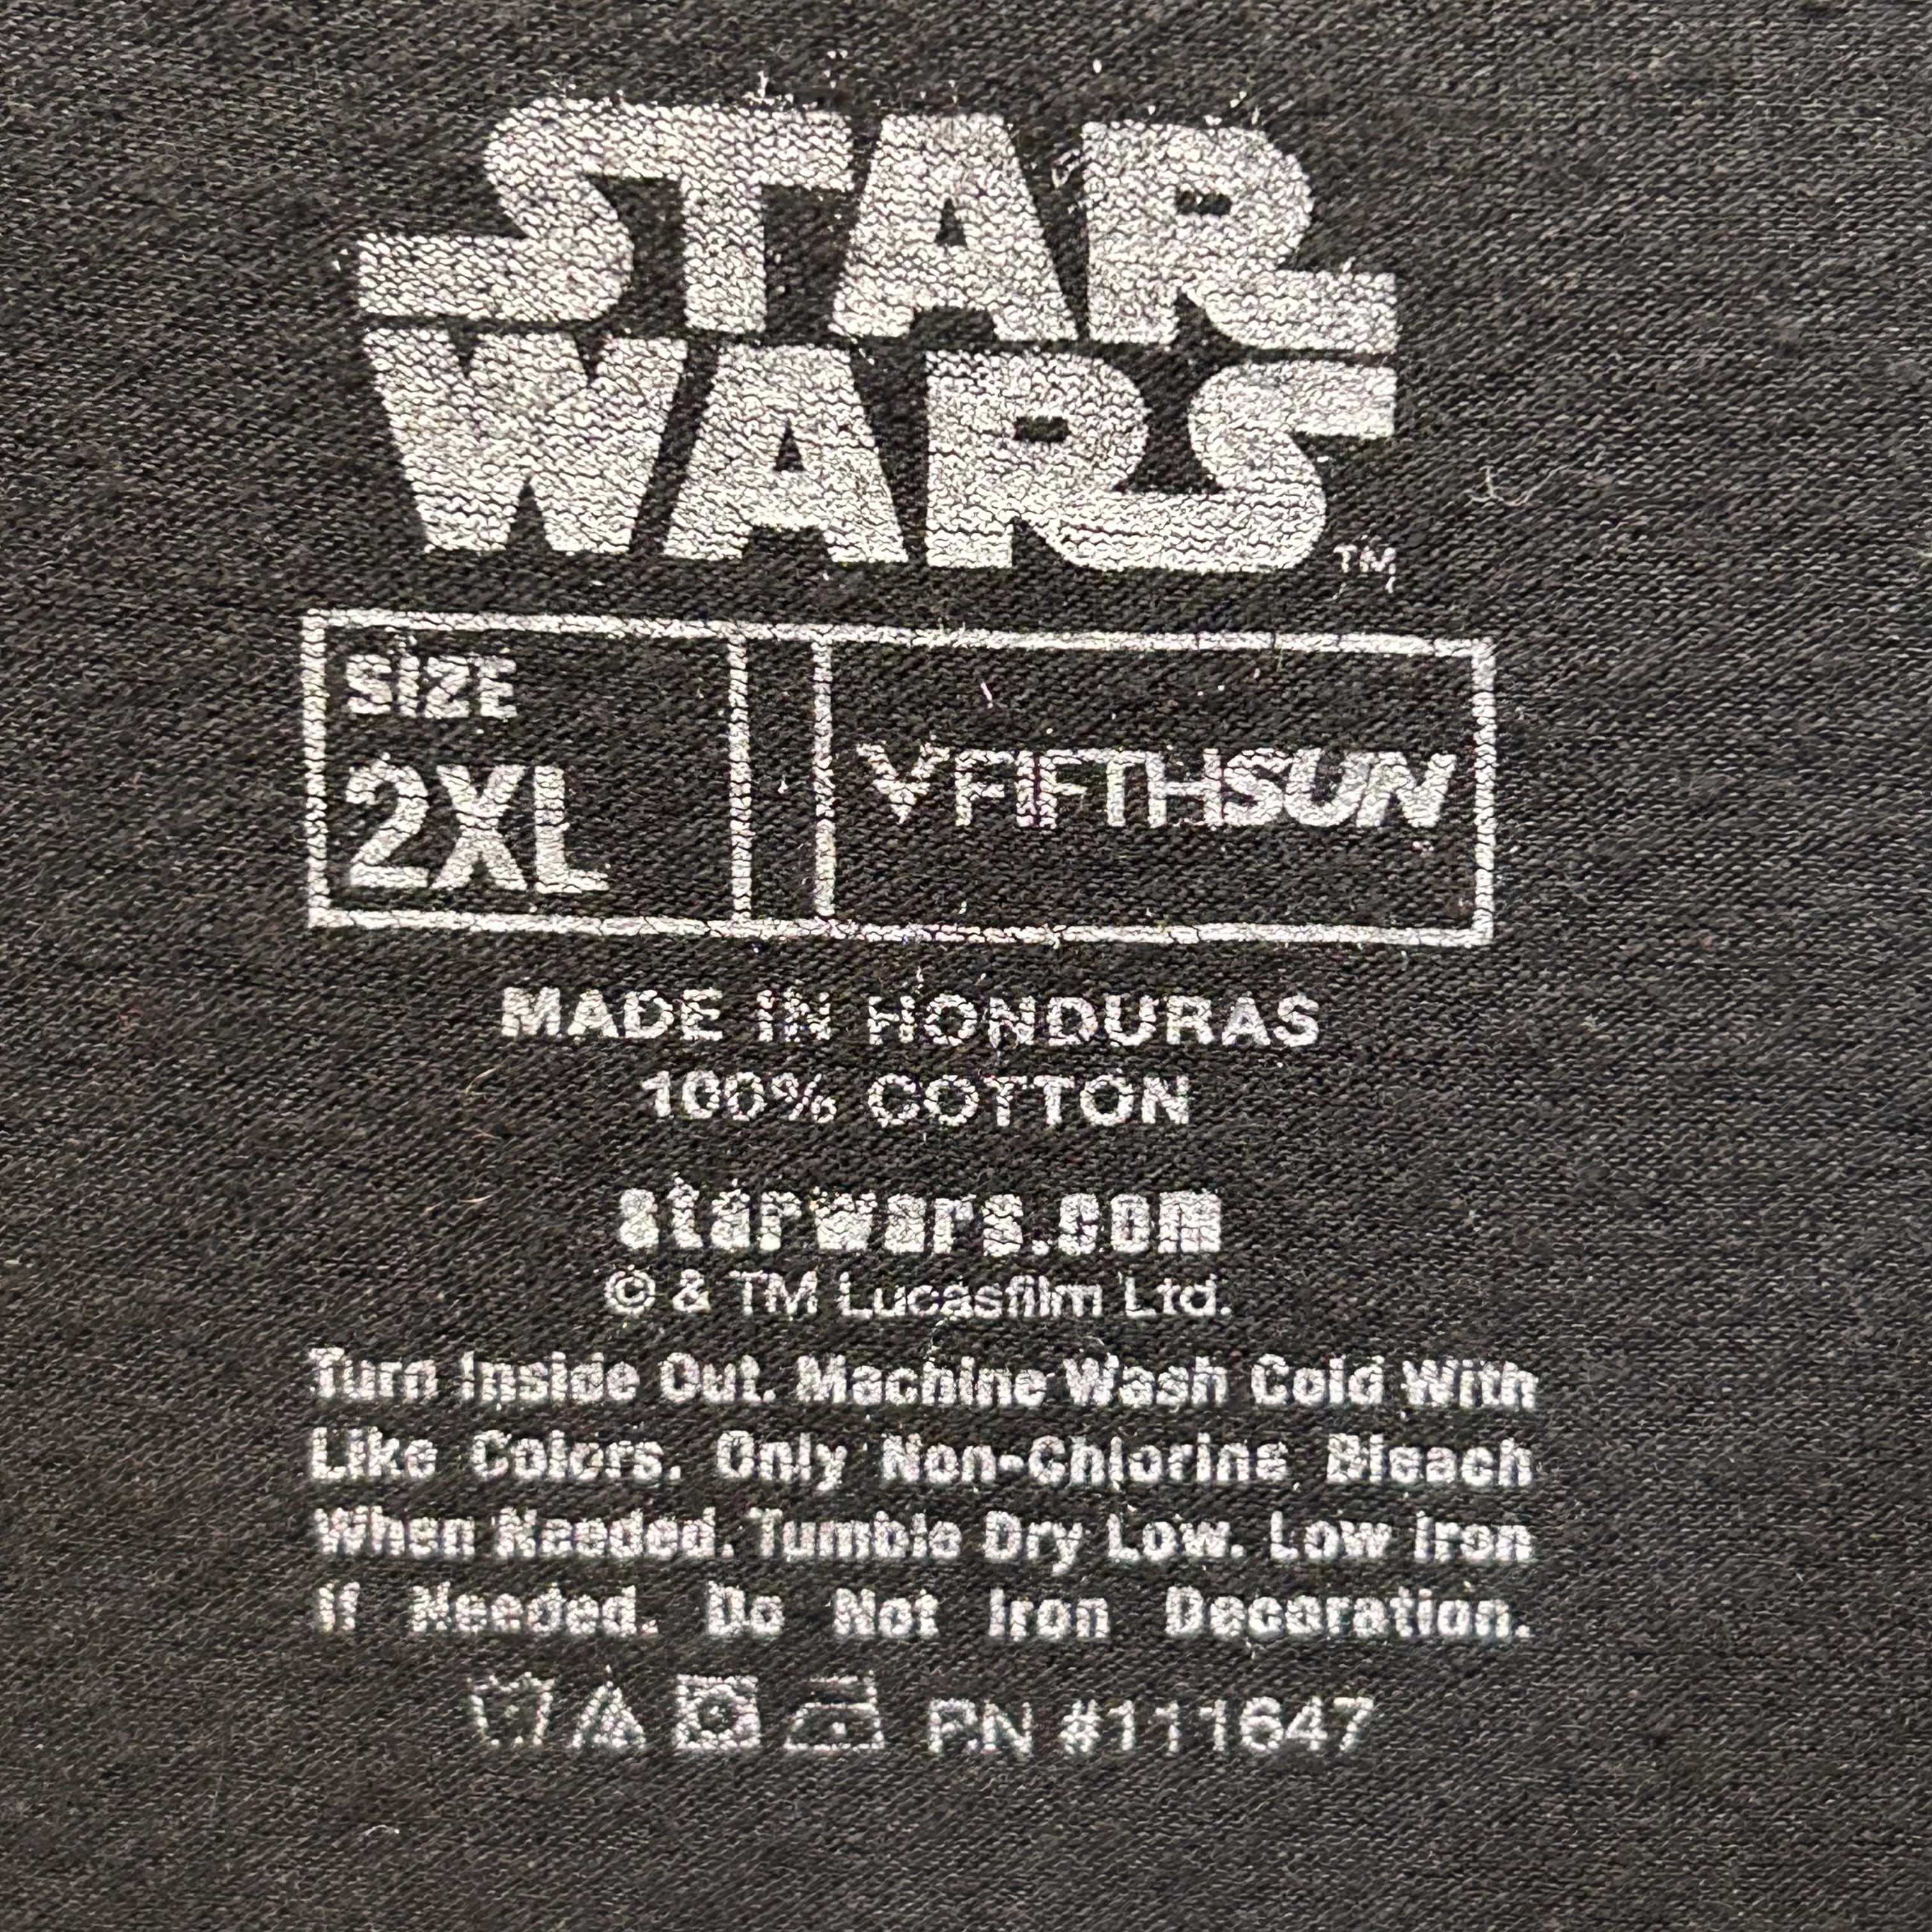 STAR
WARS
TM
SIZE
2XL
FIFTHSUN
MADE IN HONDURAS
100% COTTON
starwars.com
© & TM Lucasfilm Ltd.
Turn Inside Out. Machine Wash Cold With
Like Colors. Only Non-Chlorine Bleach
When Needed. Tumble Dry Low. Low Iron
If Needed. Do Not Iron Decoration.
RN #111647